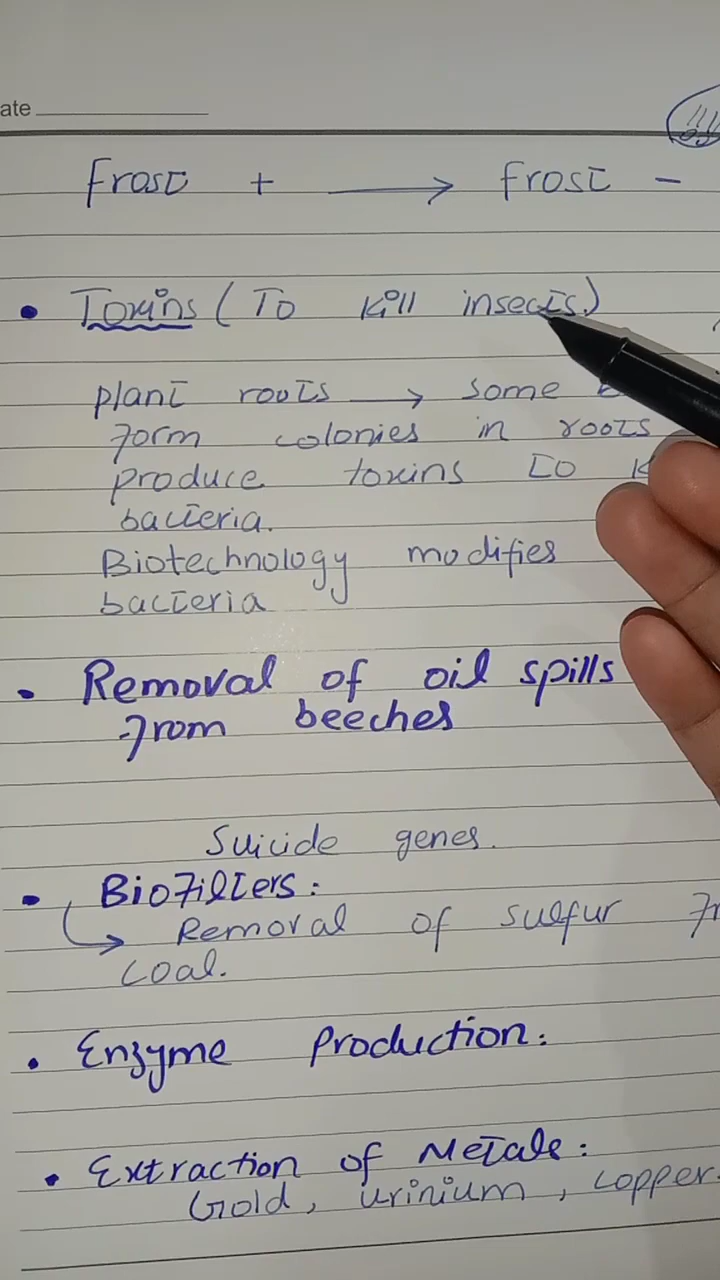 ate
Frost + → Frost -
• Toxins (To kill insects)
plant roots → some
form colonies in roots
produce toxins to k
bacteria.
Biotechnology modifies
bacteria
• Removal of oil spills
from beeches
Suicide genes.
• BioFilters:
Removal of sulfur fr
coal.
• Enzyme Production:
• Extraction of Metals:
Gold, urinium, copper.